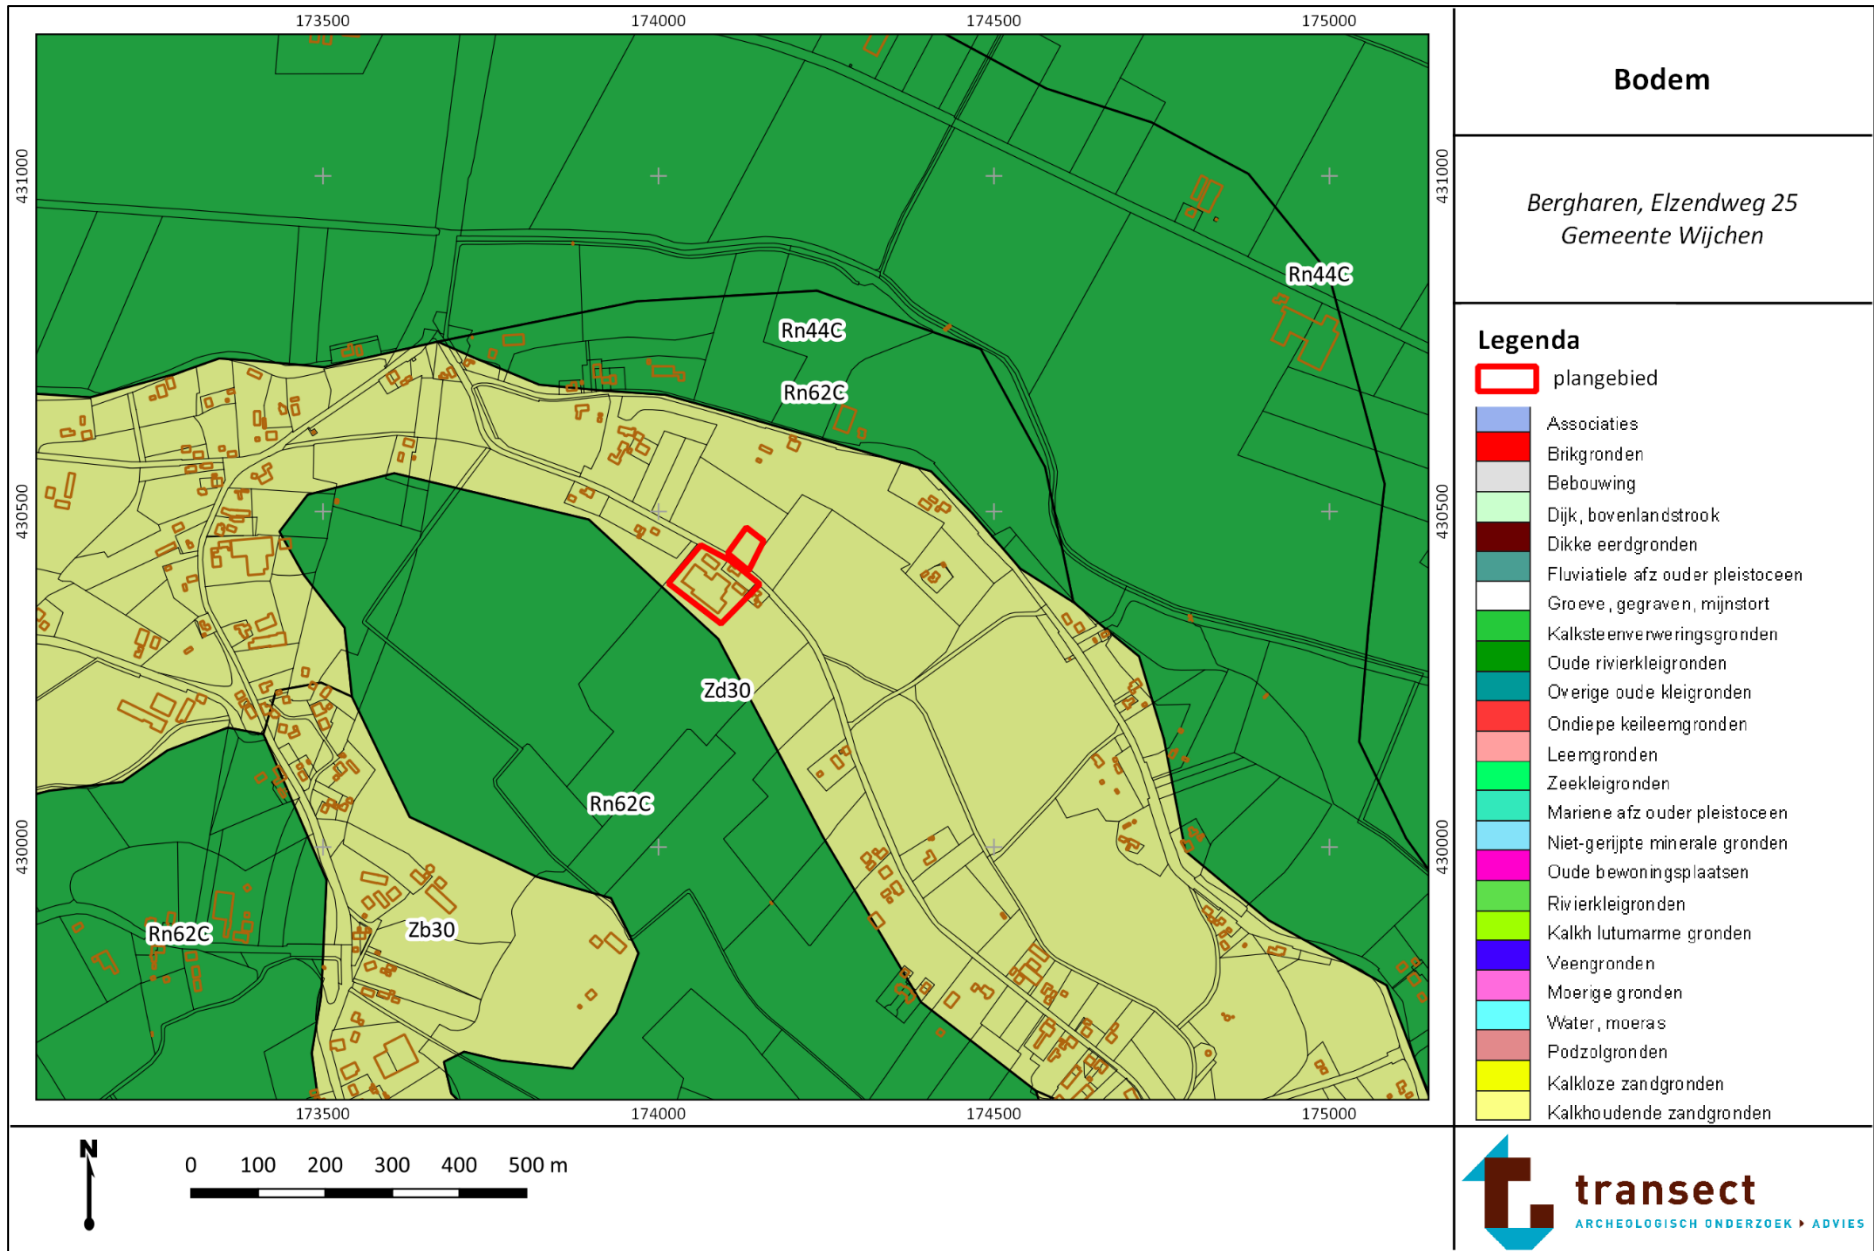 173500 174000 174500 175000
431000
431000
430500
430500
430000
430000
Rn44C
Rn44C
Rn62C
Zd30
Rn62C
Rn62C
Zb30
173500 174000 174500 175000
N
0 100 200 300 400 500 m
Bodem
Bergharen, Elzendweg 25
Gemeente Wijchen
Legenda
plangebied
Associaties
Brikgronden
Bebouwing
Dijk, bovenlandstrook
Dikke eerdgronden
Fluviatiele afz ouder pleistoceen
Groeve, gegraven, mijnstort
Kalksteenverweringsgronden
Oude rivierkleigronden
Overige oude kleigronden
Ondiepe keileemgronden
Leemgronden
Zeekleigronden
Mariene afz ouder pleistoceen
Niet-gerijpte minerale gronden
Oude bewoningsplaatsen
Rivierkleigronden
Kalkh lutumarme gronden
Veengronden
Moerige gronden
Water, moeras
Podzolgronden
Kalkloze zandgronden
Kalkhoudende zandgronden
transect
ARCHEOLOGISCH ONDERZOEK ▸ ADVIES